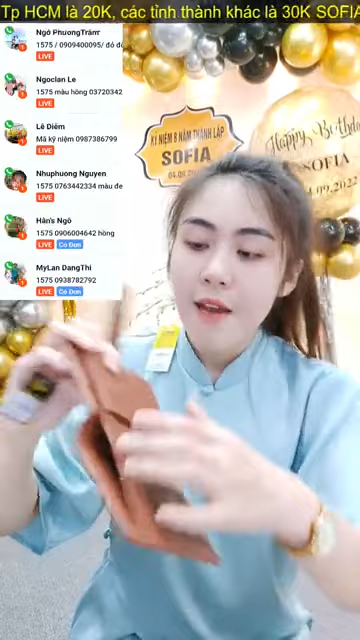 Tp HCM là 20K, các tỉnh thành khác là 30K SOFIA
Ngô PhươngTrâm
1575 / 0909400095/ đỏ đô
LIVE
Ngoclan Le
1575 màu hồng 03720342
LIVE
Lê Diễm
Mã kỷ niệm 0987386799
LIVE
Nhuphuong Nguyen
1575 0763442334 màu đe
LIVE
Hân's Ngô
1575 0906004642 hồng
LIVE Có Đơn
MyLan DangThi
1575 0938782792
LIVE Có Đơn
KỶ NIỆM 8 NĂM THÀNH LẬP
SOFIA
Happy Birthday
SOFIA